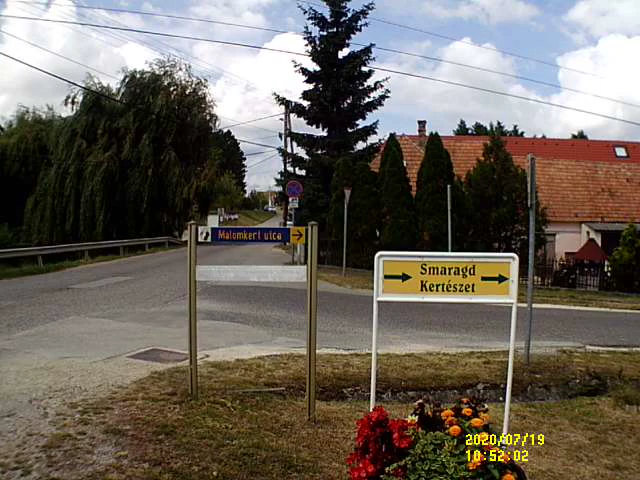 Malomkert utca
Smaragd
Kertészet
2020/07/19
10:52:02